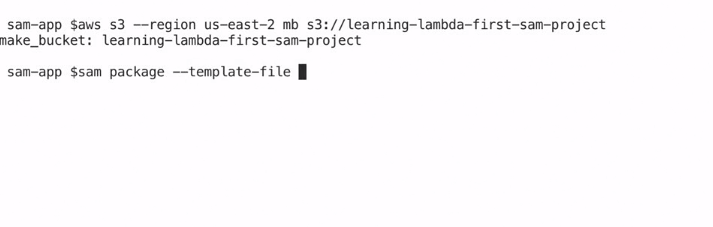 sam-app $aws s3 --region us-east-2 mb s3://learning-lambda-first-sam-project
make_bucket: learning-lambda-first-sam-project
sam-app $sam package --template-file